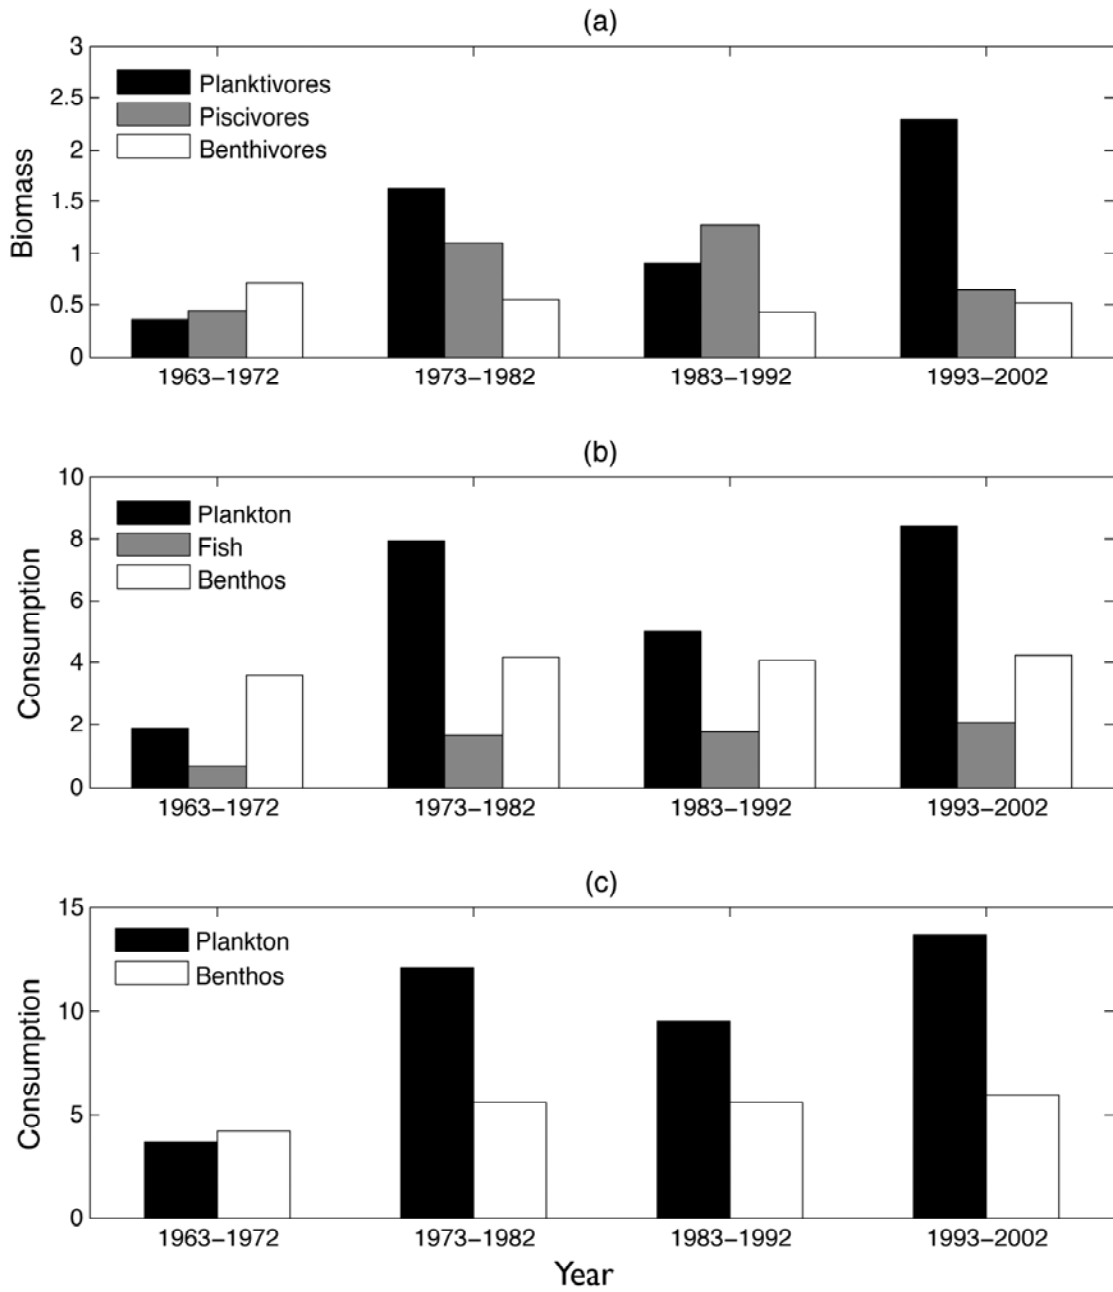 (a)
3
2.5
2
1.5
1
0.5
0
Biomass
Planktivores
Piscivores
Benthivores
1963–1972 1973–1982 1983–1992 1993–2002
(b)
10
8
6
4
2
0
Consumption
Plankton
Fish
Benthos
1963–1972 1973–1982 1983–1992 1993–2002
(c)
15
10
5
0
Consumption
Plankton
Benthos
1963–1972 1973–1982 1983–1992 1993–2002
Year